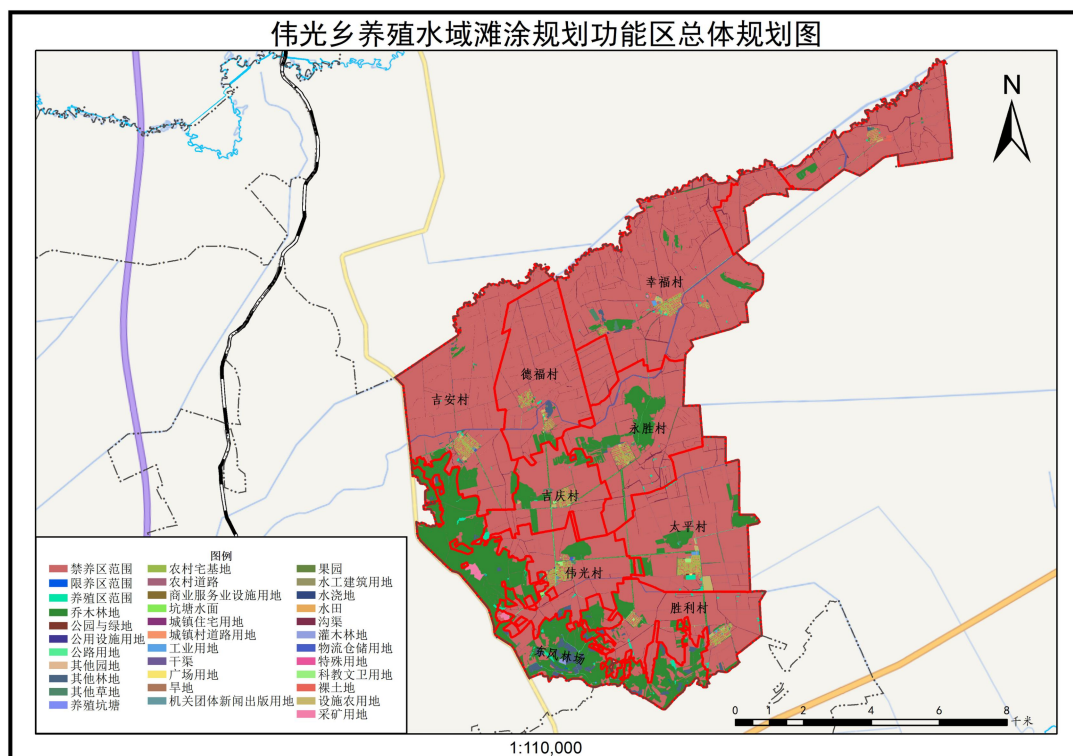 伟光乡养殖水域滩涂规划功能区总体规划图
N
幸福村
德福村
吉安村
永胜村
吉庆村
太平村
伟光村
胜利村
东风林场
图例
禁养区范围
限养区范围
养殖区范围
乔木林地
公园与绿地
公用设施用地
公路用地
其他园地
其他林地
其他草地
养殖坑塘
农村宅基地
农村道路
商业服务业设施用地
坑塘水面
城镇住宅用地
城镇村道路用地
工业用地
干渠
广场用地
旱地
机关团体新闻出版用地
果园
水工建筑用地
水浇地
水田
沟渠
灌木林地
物流仓储用地
特殊用地
科教文卫用地
裸土地
设施农用地
采矿用地
0 2 4 6 8
千米
1:110,000